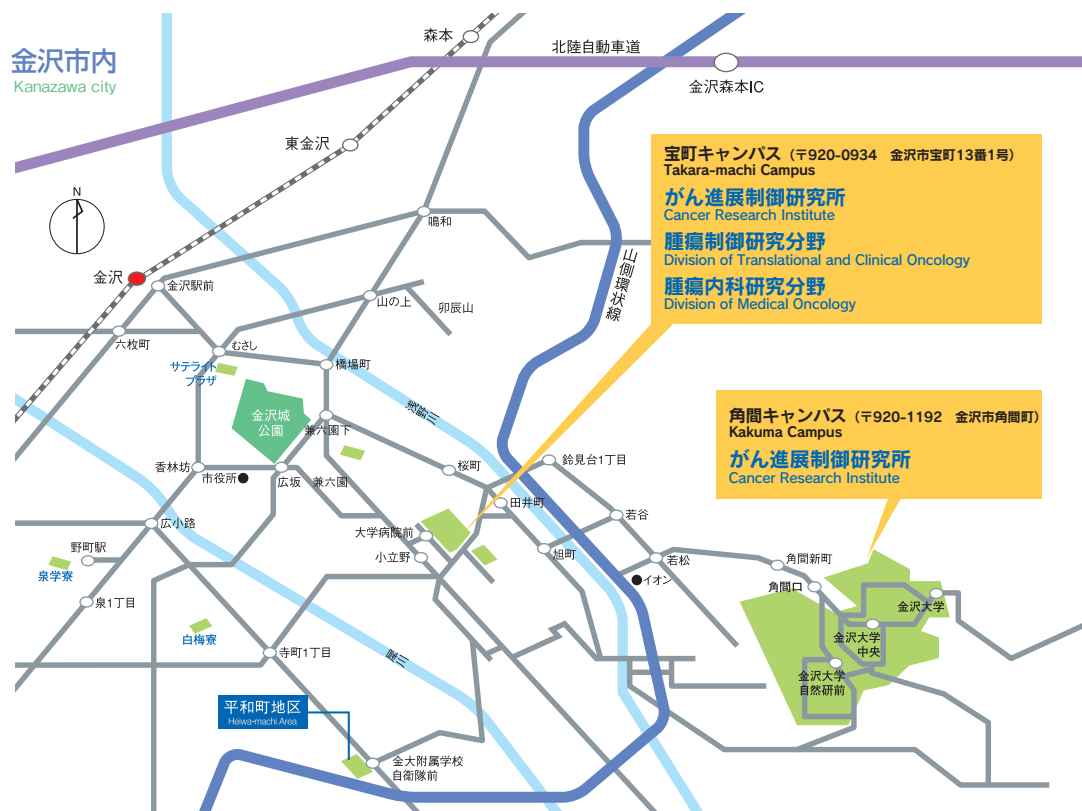 金沢市内
Kanazawa city
森本
北陸自動車道
金沢森本IC
東金沢
N
鳴和
金沢
金沢駅前
山の上
卯辰山
山側環状線
宝町キャンパス（〒920-0934　金沢市宝町13番1号）
Takara-machi Campus
がん進展制御研究所
Cancer Research Institute
腫瘍制御研究分野
Division of Translational and Clinical Oncology
腫瘍内科研究分野
Division of Medical Oncology
六枚町
むさし
サテライト
プラザ
橋場町
浅野川
金沢城
公園
兼六園下
角間キャンパス（〒920-1192　金沢市角間町）
Kakuma Campus
がん進展制御研究所
Cancer Research Institute
香林坊
市役所
広坂
兼六園
桜町
鈴見台1丁目
田井町
若谷
広小路
大学病院前
小立野
旭町
若松
イオン
角間新町
角間口
野町駅
泉学寮
泉1丁目
白梅寮
寺町1丁目
犀川
金沢大学
金沢大学
中央
金沢大学
自然研前
平和町地区
Heiwa-machi Area
金大附属学校
自衛隊前